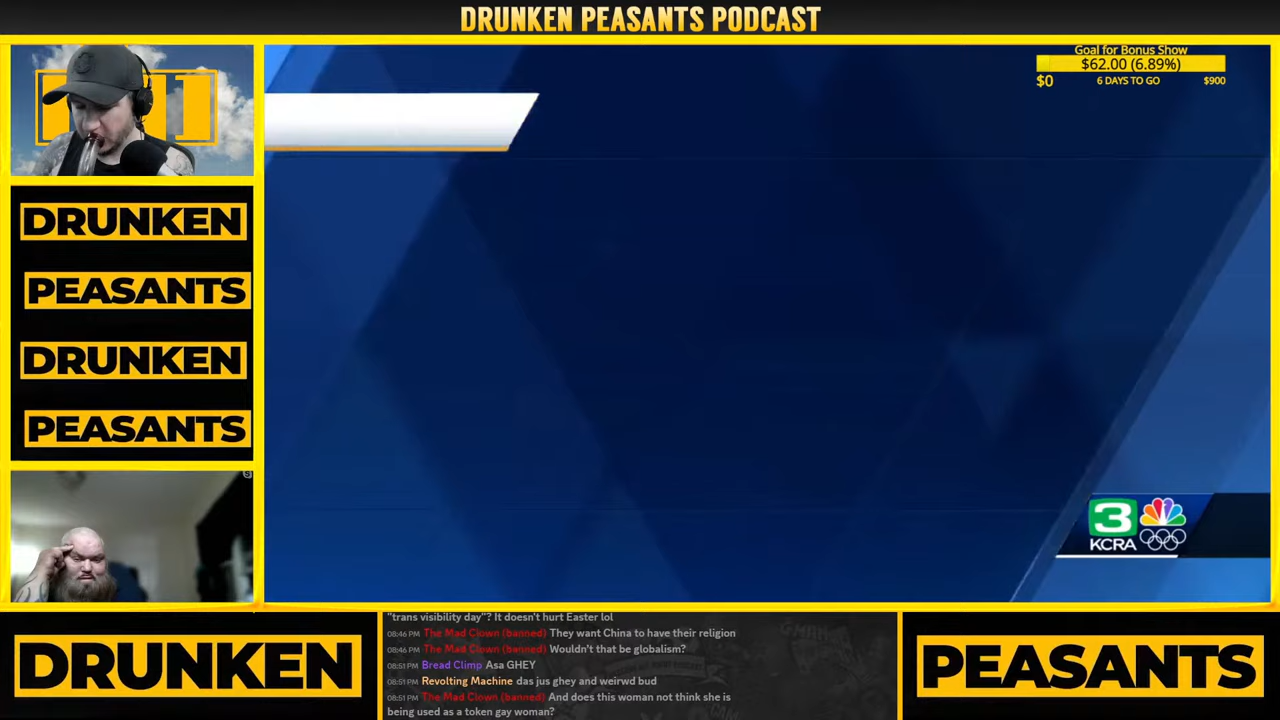 DRUNKEN PEASANTS PODCAST
Goal for Bonus Show
$62.00 (6.89%)
$0
6 DAYS TO GO
$900
DRUNKEN
PEASANTS
DRUNKEN
PEASANTS
3
KCRA
DRUNKEN
"trans visibility day"? It doesn't hurt Easter lol
08:46 PM The Mad Clown (banned) They want China to have their religion
08:46 PM The Mad Clown (banned) Wouldn't that be globalism?
08:51 PM Bread Climp Asa GHEY
08:51 PM Revolting Machine das jus ghey and weirwd bud
08:51 PM The Mad Clown (banned) And does this woman not think she is
being used as a token gay woman?
PEASANTS